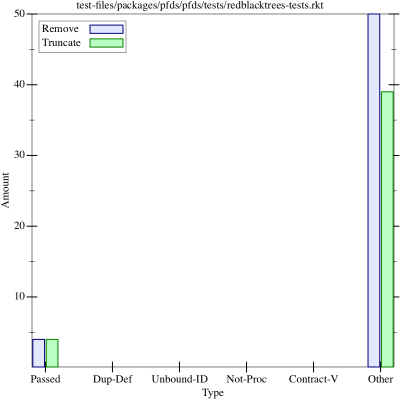 test-files/packages/pfds/pfds/tests/redblacktrees-tests.rkt
50
Remove
Truncate
40
30
Amount
20
10
Passed Dup-Def Unbound-ID Not-Proc Contract-V Other
Type